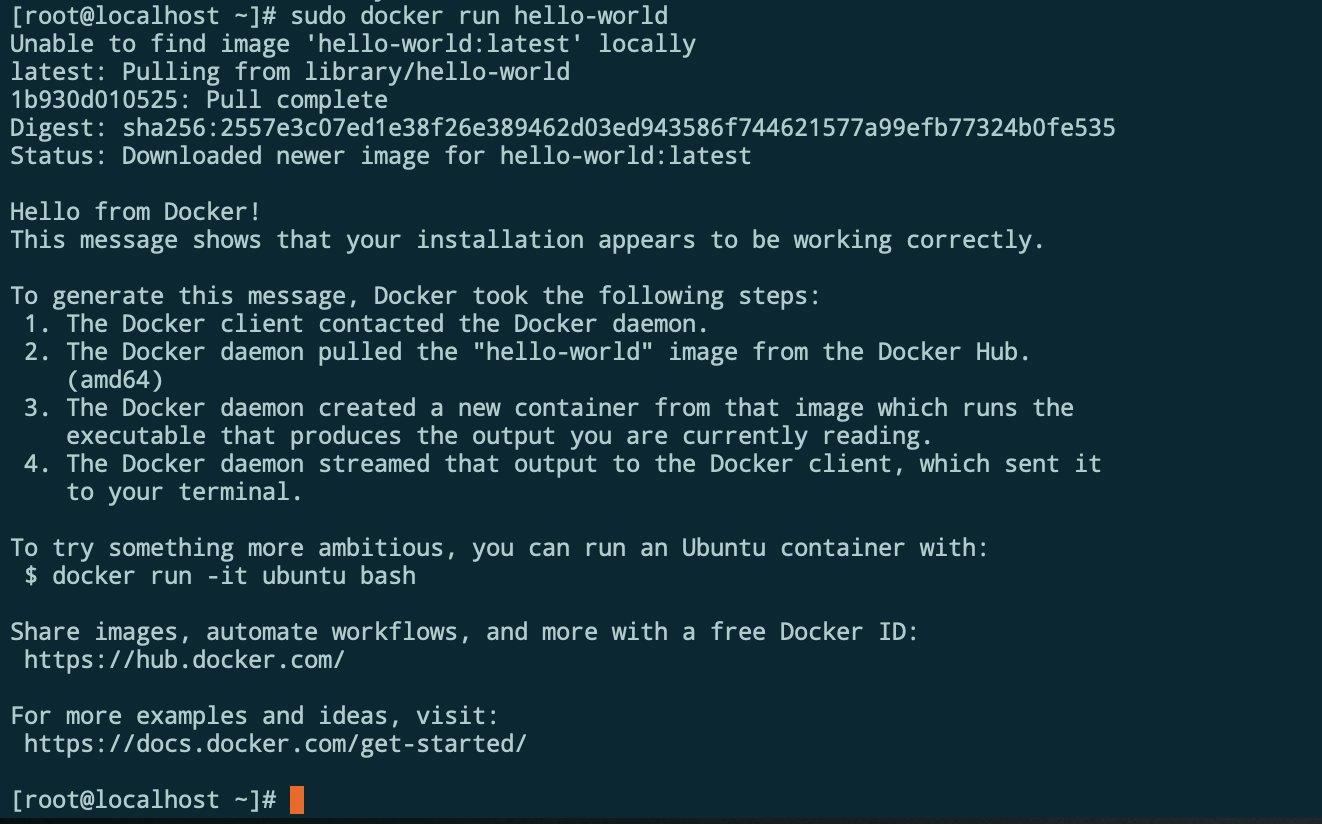 [root@localhost ~]# sudo docker run hello-world
Unable to find image 'hello-world:latest' locally
latest: Pulling from library/hello-world
1b930d010525: Pull complete
Digest: sha256:2557e3c07ed1e38f26e389462d03ed943586f744621577a99efb77324b0fe535
Status: Downloaded newer image for hello-world:latest

Hello from Docker!
This message shows that your installation appears to be working correctly.

To generate this message, Docker took the following steps:
 1. The Docker client contacted the Docker daemon.
 2. The Docker daemon pulled the "hello-world" image from the Docker Hub.
    (amd64)
 3. The Docker daemon created a new container from that image which runs the
    executable that produces the output you are currently reading.
 4. The Docker daemon streamed that output to the Docker client, which sent it
    to your terminal.

To try something more ambitious, you can run an Ubuntu container with:
 $ docker run -it ubuntu bash

Share images, automate workflows, and more with a free Docker ID:
 https://hub.docker.com/

For more examples and ideas, visit:
 https://docs.docker.com/get-started/

[root@localhost ~]#